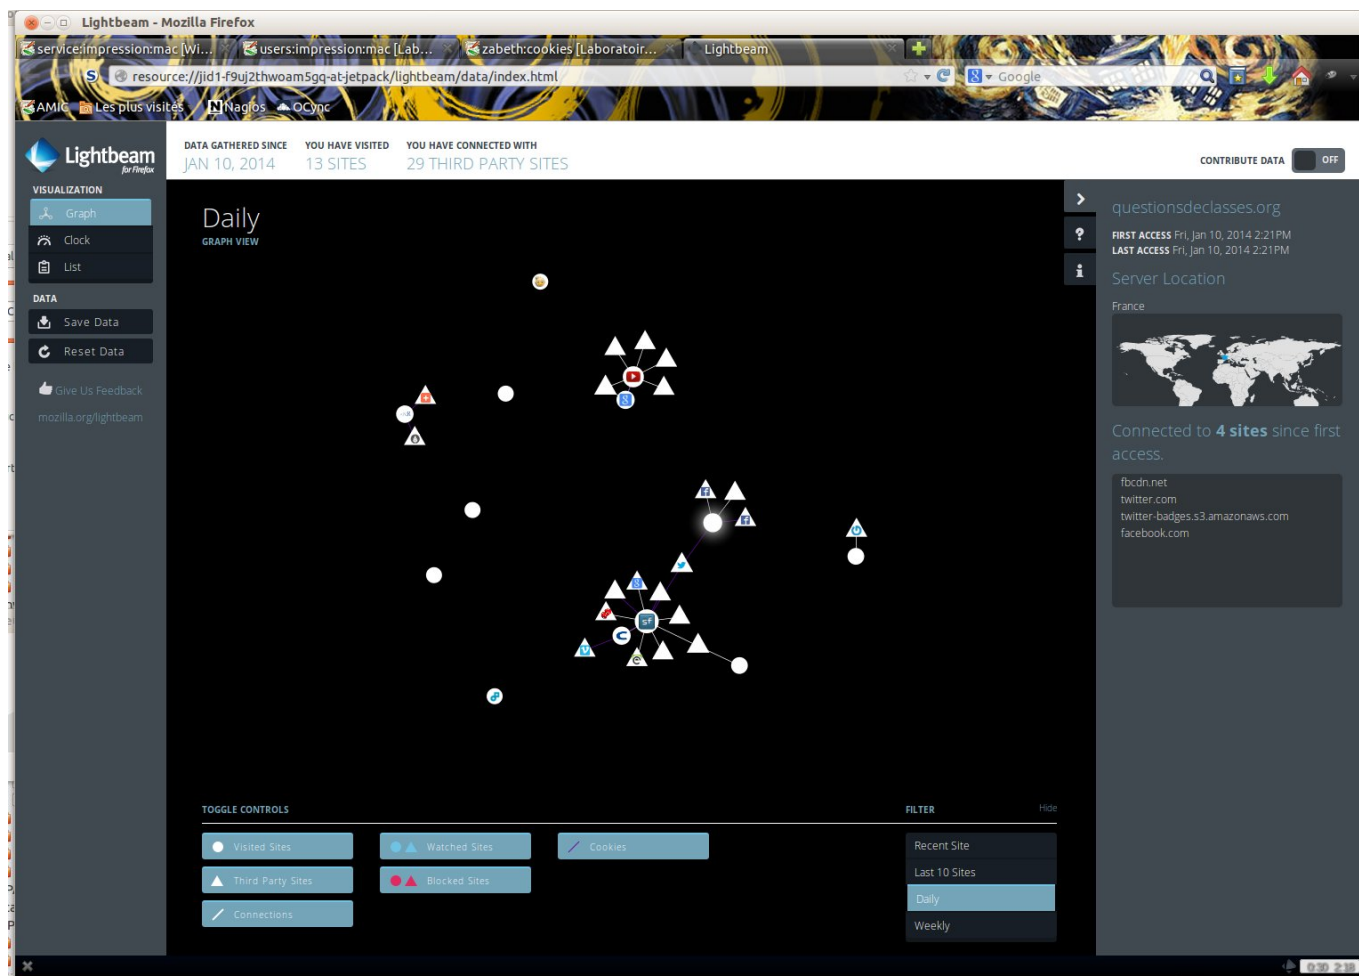 Lightbeam - Mozilla Firefox
service:impression:mac [Wi...
users:impression:mac [Lab...
zabeth:cookies [Laboratoir...
Lightbeam
resource://jid1-f9uj2thwoam5gq-at-jetpack/lightbeam/data/index.html
Google
AMIC
Les plus visités
Nagios
OCync
Lightbeam
for Firefox
DATA GATHERED SINCE
JAN 10, 2014
YOU HAVE VISITED
13 SITES
YOU HAVE CONNECTED WITH
29 THIRD PARTY SITES
CONTRIBUTE DATA
OFF
VISUALIZATION
Graph
Clock
List
DATA
Save Data
Reset Data
Give Us Feedback
mozilla.org/lightbeam
Daily
GRAPH VIEW
questionsdeclasses.org
FIRST ACCESS Fri, Jan 10, 2014 2:21PM
LAST ACCESS Fri, Jan 10, 2014 2:21PM
Server Location
France
Connected to 4 sites since first
access.
fbcdn.net
twitter.com
twitter-badges.s3.amazonaws.com
facebook.com
sf
TOGGLE CONTROLS
Visited Sites
Watched Sites
Cookies
Third Party Sites
Blocked Sites
Connections
FILTER
Hide
Recent Site
Last 10 Sites
Daily
Weekly